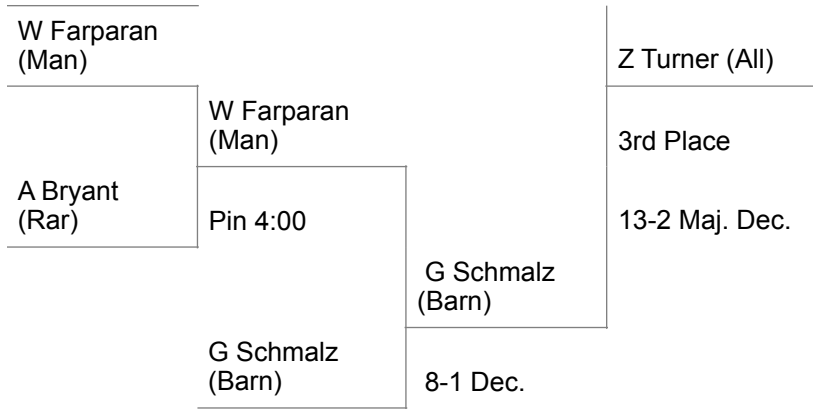 W Farparan
(Man)
Z Turner (All)
W Farparan
(Man)
3rd Place
A Bryant
(Rar)
Pin 4:00
13-2 Maj. Dec.
G Schmalz
(Barn)
G Schmalz
(Barn)
8-1 Dec.